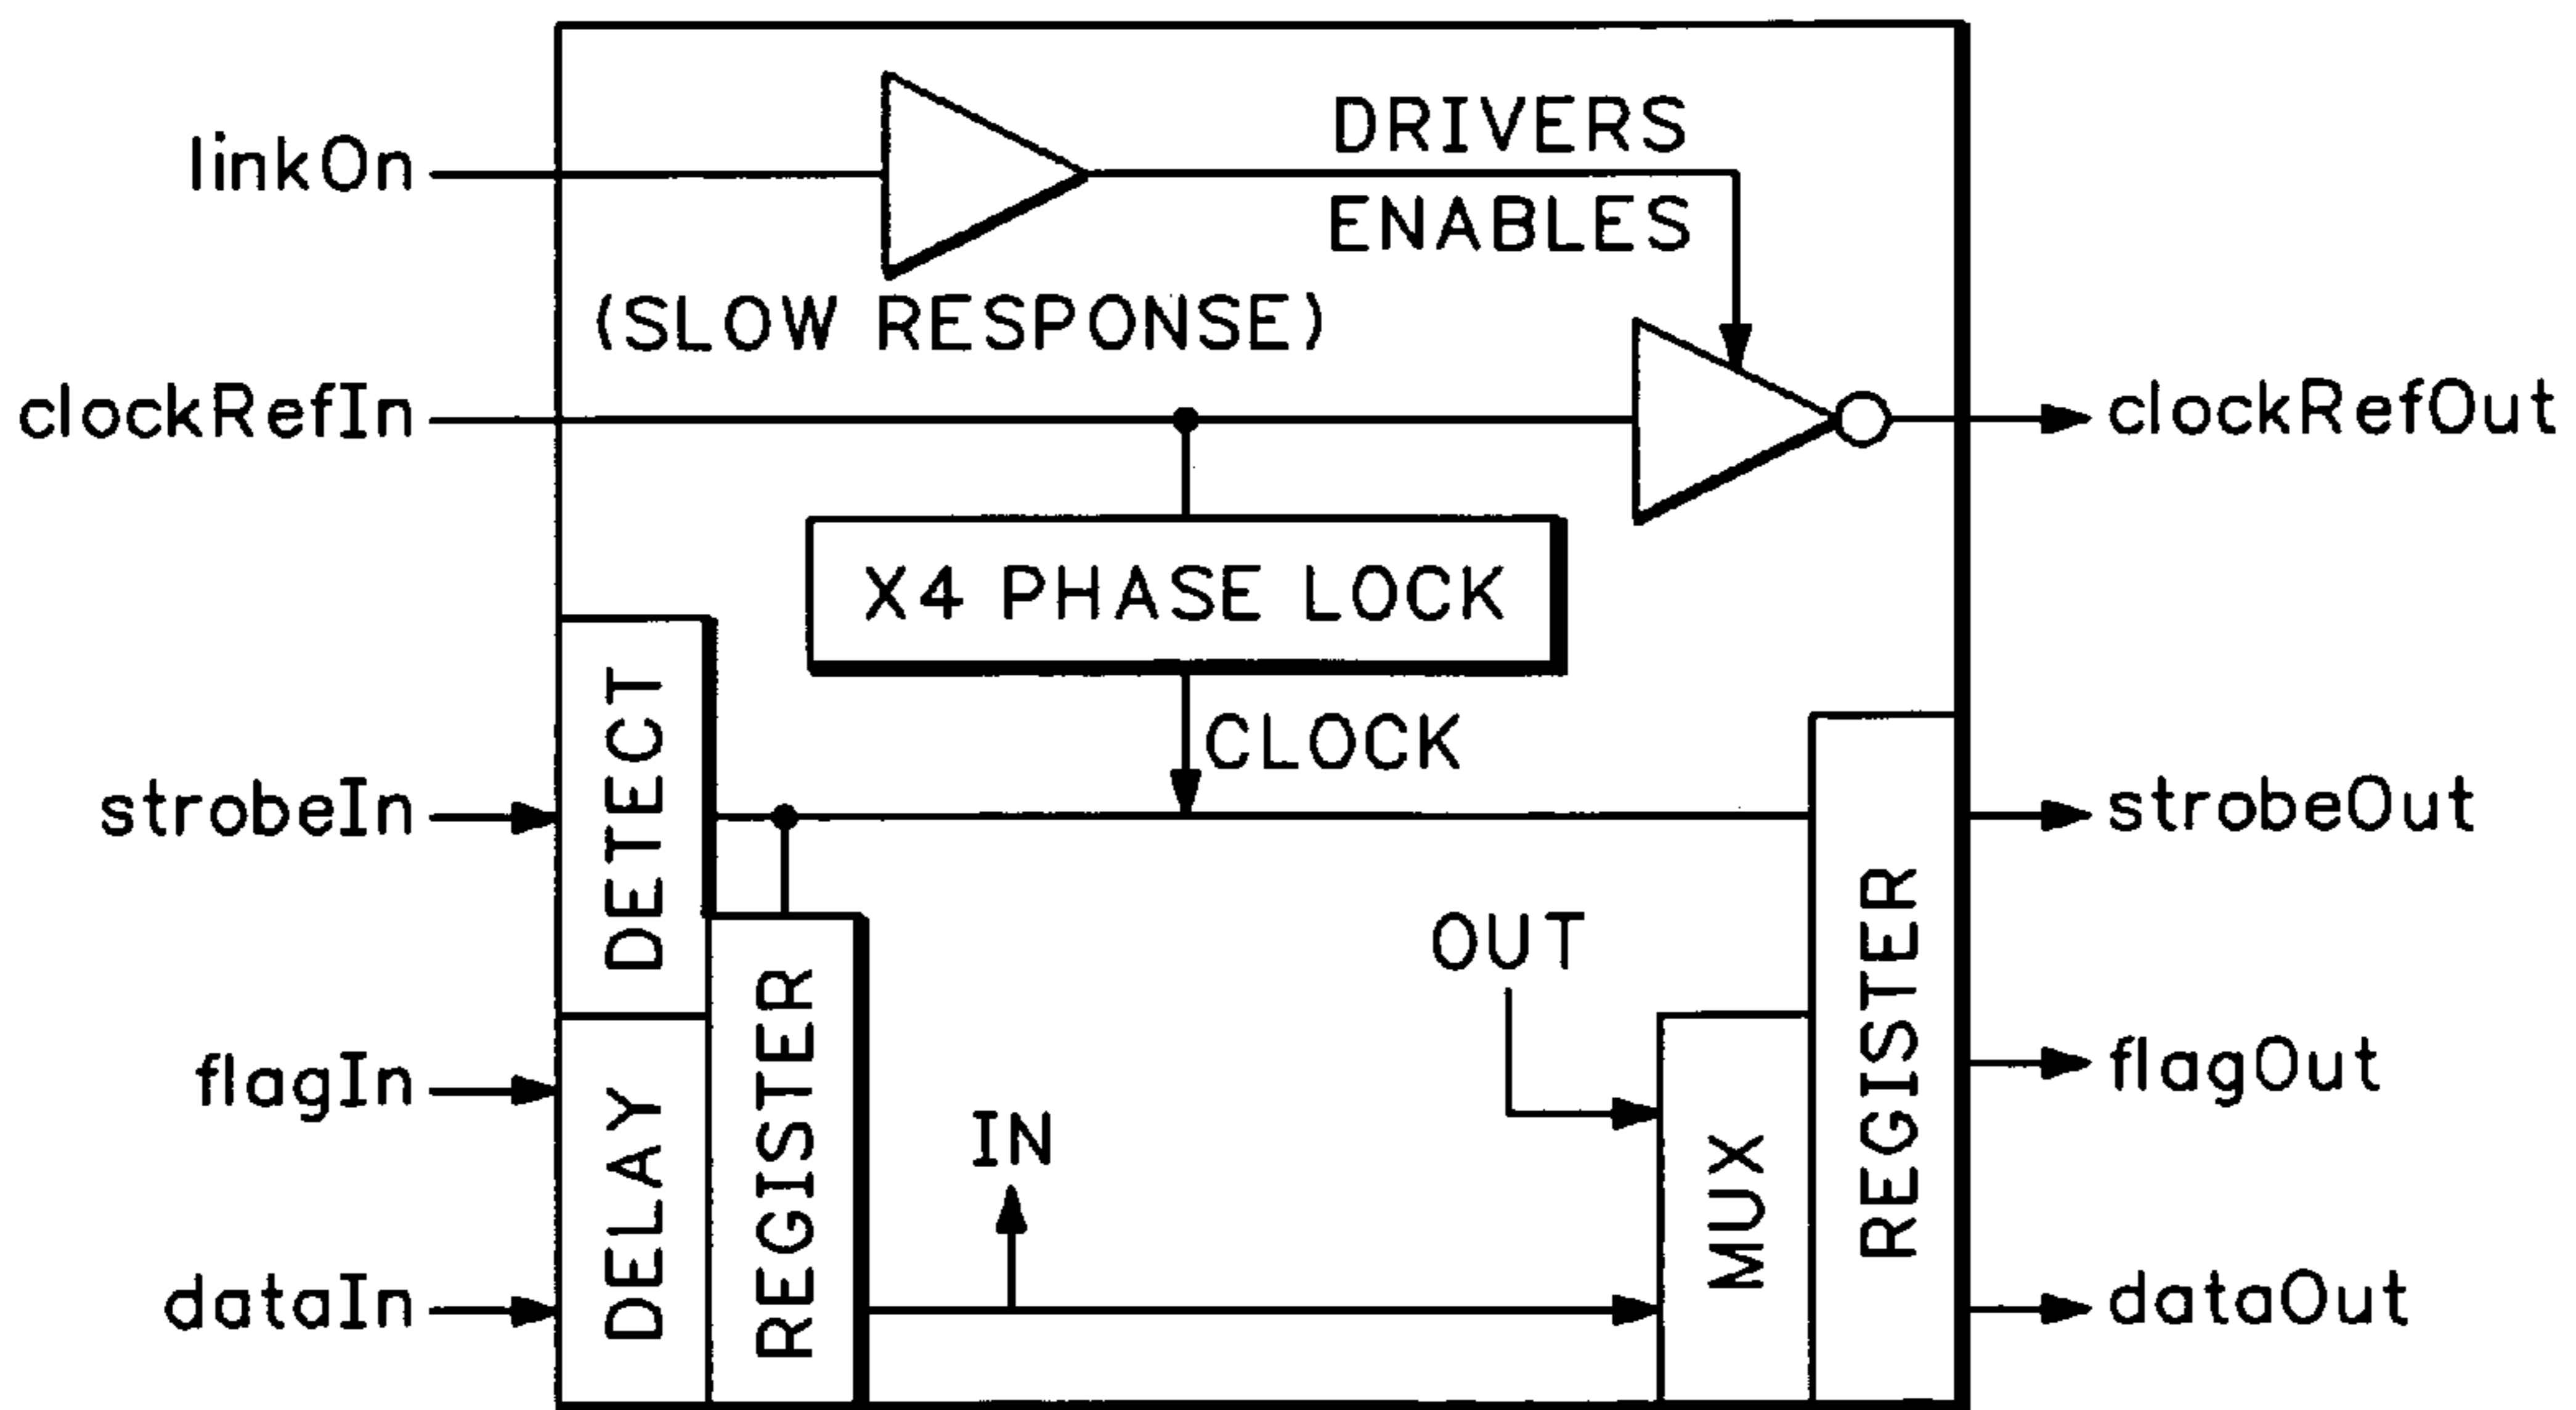 linkOn
DRIVERS
ENABLES
(SLOW RESPONSE)
clockRefIn
clockRefOut
X4 PHASE LOCK
DETECT
CLOCK
strobeIn
strobeOut
REGISTER
OUT
flagIn
flagOut
DELAY
REGISTER
IN
MUX
dataIn
dataOut